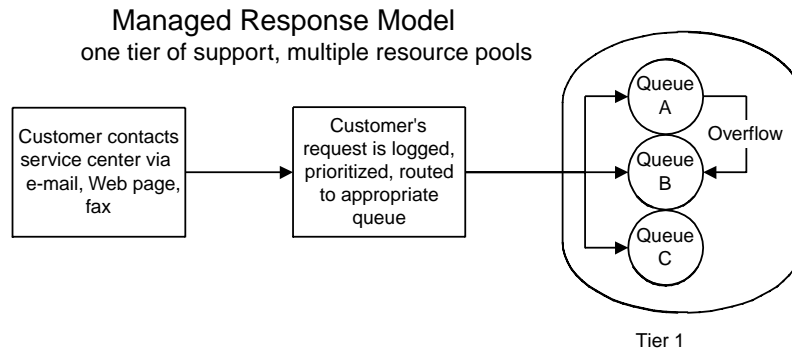 Managed Response Model
one tier of support, multiple resource pools
Customer contacts
service center via
e-mail, Web page,
fax
Customer's
request is logged,
prioritized, routed
to appropriate
queue
Queue
A
Overflow
Queue
B
Queue
C
Tier 1